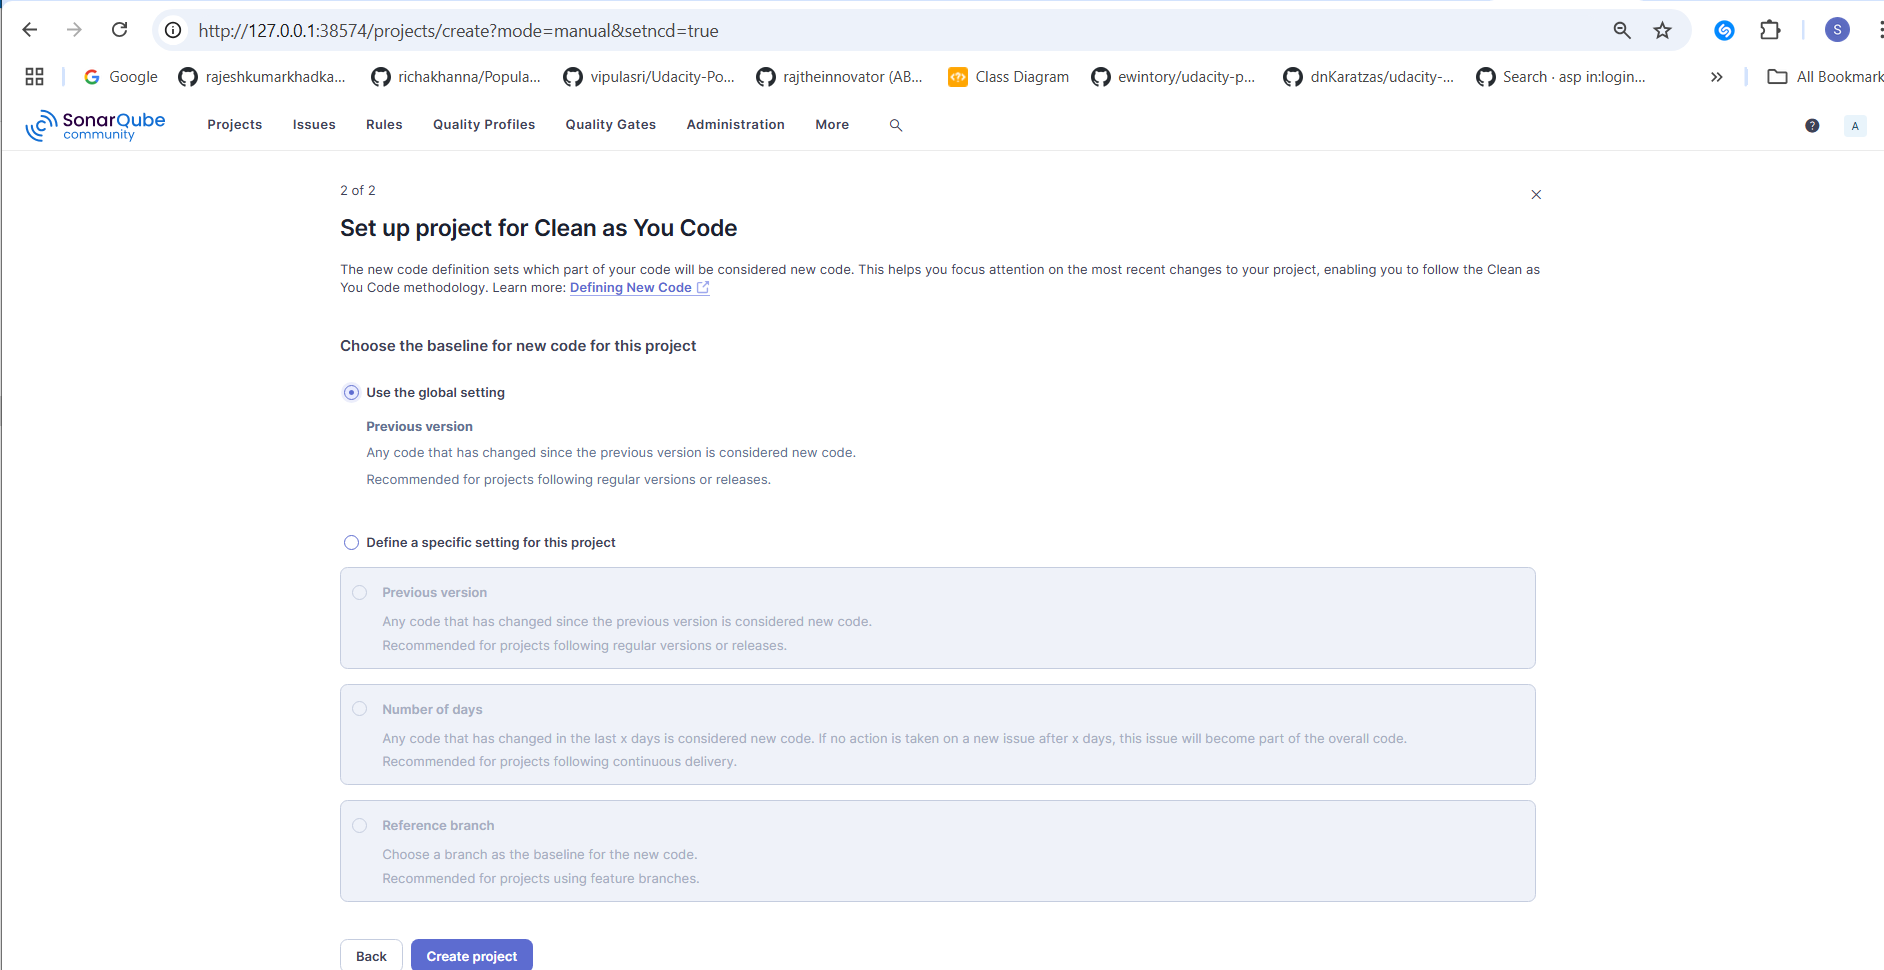 http://127.0.0.1:38574/projects/create?mode=manual&setncd=true
S
Google
rajeshkumarkhadka...
richakhanna/Popula...
vipulasri/Udacity-Po...
rajtheinnovator (AB...
Class Diagram
ewintory/udacity-p...
dnKaratzas/udacity-...
Search · asp in:login...
»
All Bookmark
SonarQube
community
Projects
Issues
Rules
Quality Profiles
Quality Gates
Administration
More
?
A
2 of 2
Set up project for Clean as You Code
The new code definition sets which part of your code will be considered new code. This helps you focus attention on the most recent changes to your project, enabling you to follow the Clean as
You Code methodology. Learn more: Defining New Code
Choose the baseline for new code for this project
Use the global setting
Previous version
Any code that has changed since the previous version is considered new code.
Recommended for projects following regular versions or releases.
Define a specific setting for this project
Previous version
Any code that has changed since the previous version is considered new code.
Recommended for projects following regular versions or releases.
Number of days
Any code that has changed in the last x days is considered new code. If no action is taken on a new issue after x days, this issue will become part of the overall code.
Recommended for projects following continuous delivery.
Reference branch
Choose a branch as the baseline for the new code.
Recommended for projects using feature branches.
Back
Create project